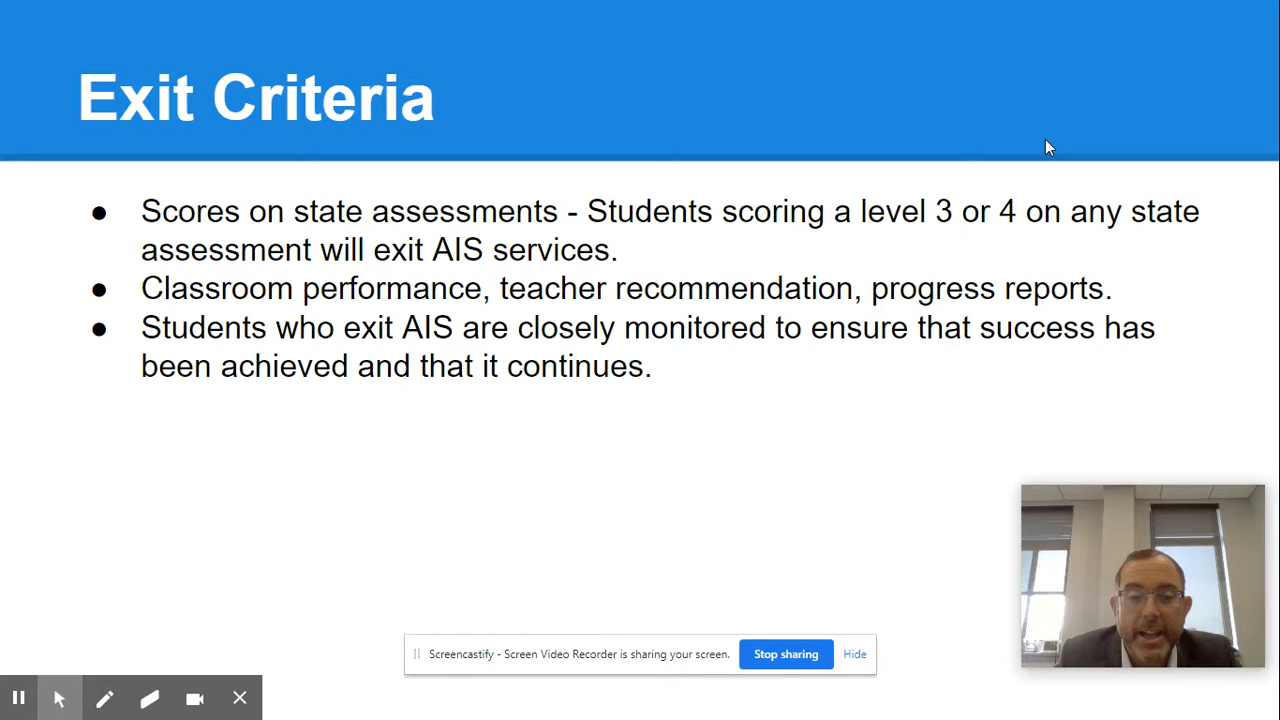 Exit Criteria
● Scores on state assessments - Students scoring a level 3 or 4 on any state
assessment will exit AIS services.
● Classroom performance, teacher recommendation, progress reports.
● Students who exit AIS are closely monitored to ensure that success has
been achieved and that it continues.
Screencastify - Screen Video Recorder is sharing your screen. Stop sharing Hide